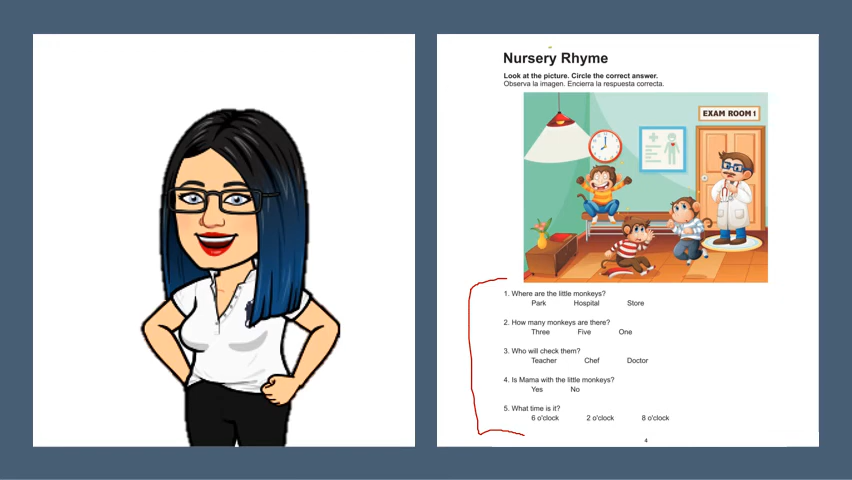 Nursery Rhyme
Look at the picture. Circle the correct answer.
Observa la imagen. Encierra la respuesta correcta.
EXAM ROOM 1
1. Where are the little monkeys?
Park Hospital Store
2. How many monkeys are there?
Three Five One
3. Who will check them?
Teacher Chef Doctor
4. Is Mama with the little monkeys?
Yes No
5. What time is it?
6 o'clock 2 o'clock 8 o'clock
4